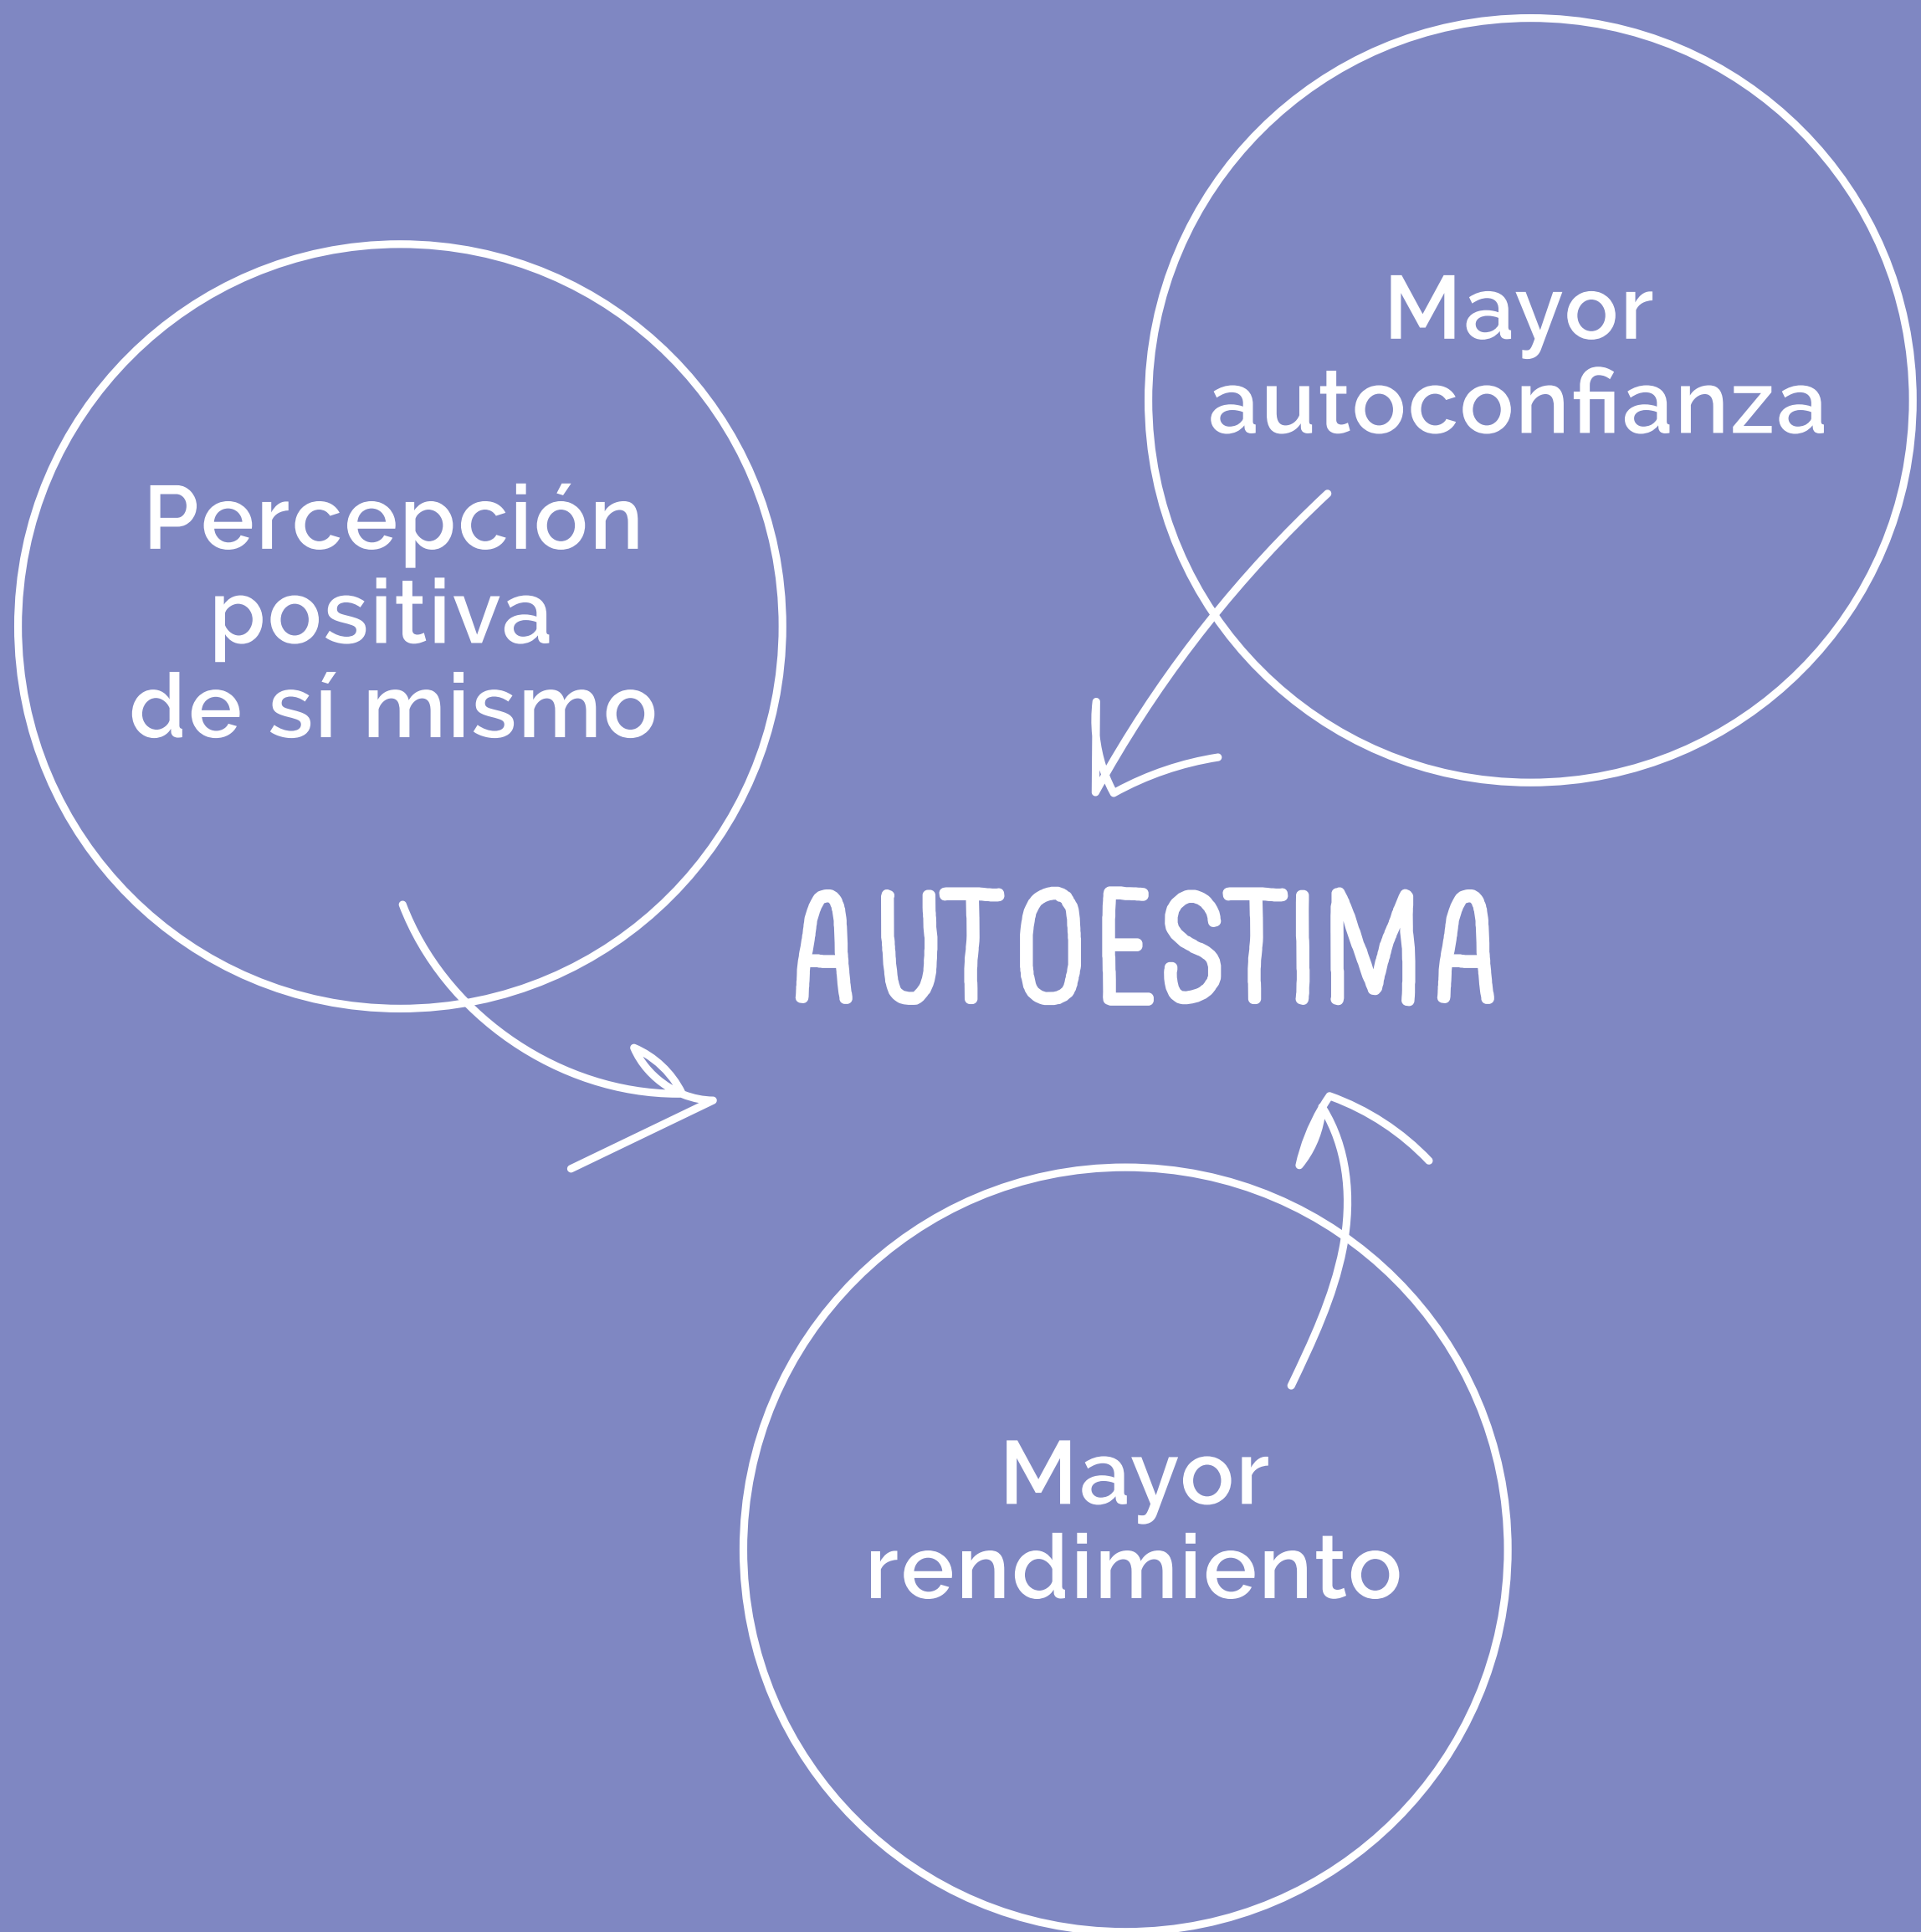 Mayor
autoconfianza
Percepción
positiva
de sí mismo
AUTOESTIMA
Mayor
rendimiento